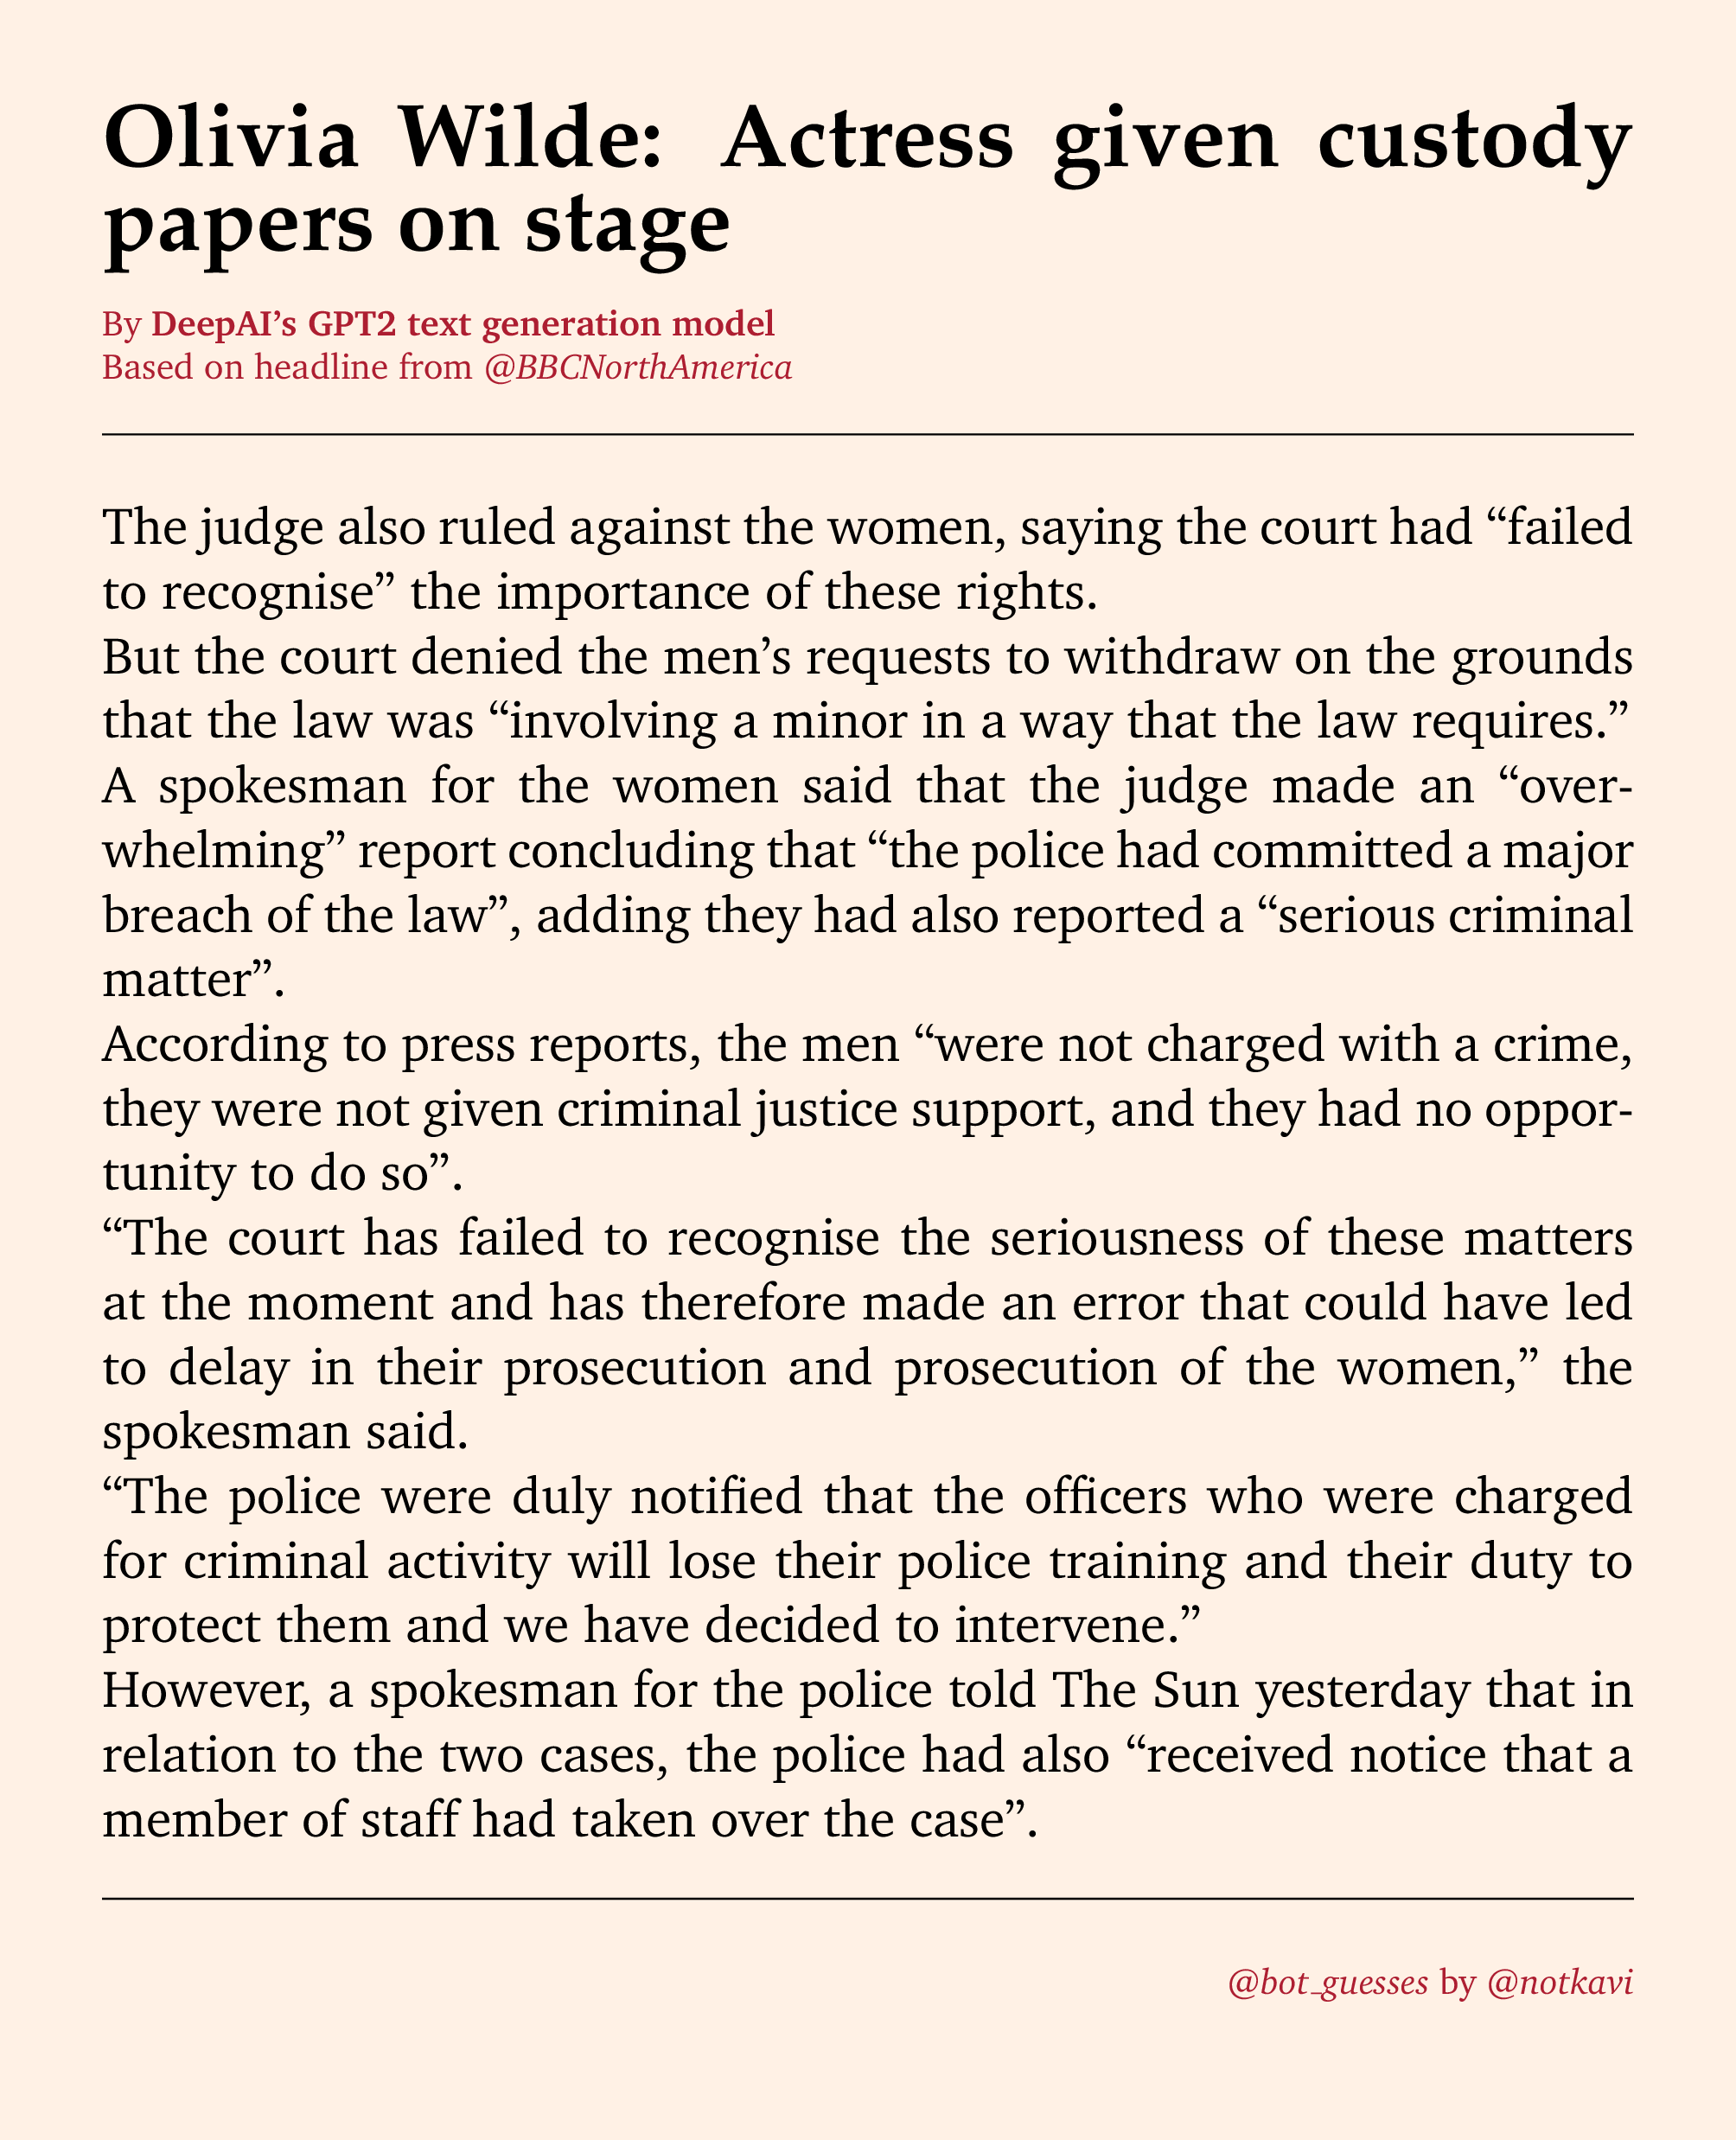 Olivia Wilde: Actress given custody
papers on stage
By DeepAI’s GPT2 text generation model
Based on headline from @BBCNorthAmerica
The judge also ruled against the women, saying the court had “failed
to recognise” the importance of these rights.
But the court denied the men’s requests to withdraw on the grounds
that the law was “involving a minor in a way that the law requires.”
A spokesman for the women said that the judge made an “over-
whelming” report concluding that “the police had committed a major
breach of the law”, adding they had also reported a “serious criminal
matter”.
According to press reports, the men “were not charged with a crime,
they were not given criminal justice support, and they had no oppor-
tunity to do so”.
“The court has failed to recognise the seriousness of these matters
at the moment and has therefore made an error that could have led
to delay in their prosecution and prosecution of the women,” the
spokesman said.
“The police were duly notified that the officers who were charged
for criminal activity will lose their police training and their duty to
protect them and we have decided to intervene.”
However, a spokesman for the police told The Sun yesterday that in
relation to the two cases, the police had also “received notice that a
member of staff had taken over the case”.
@bot_guesses by @notkavi